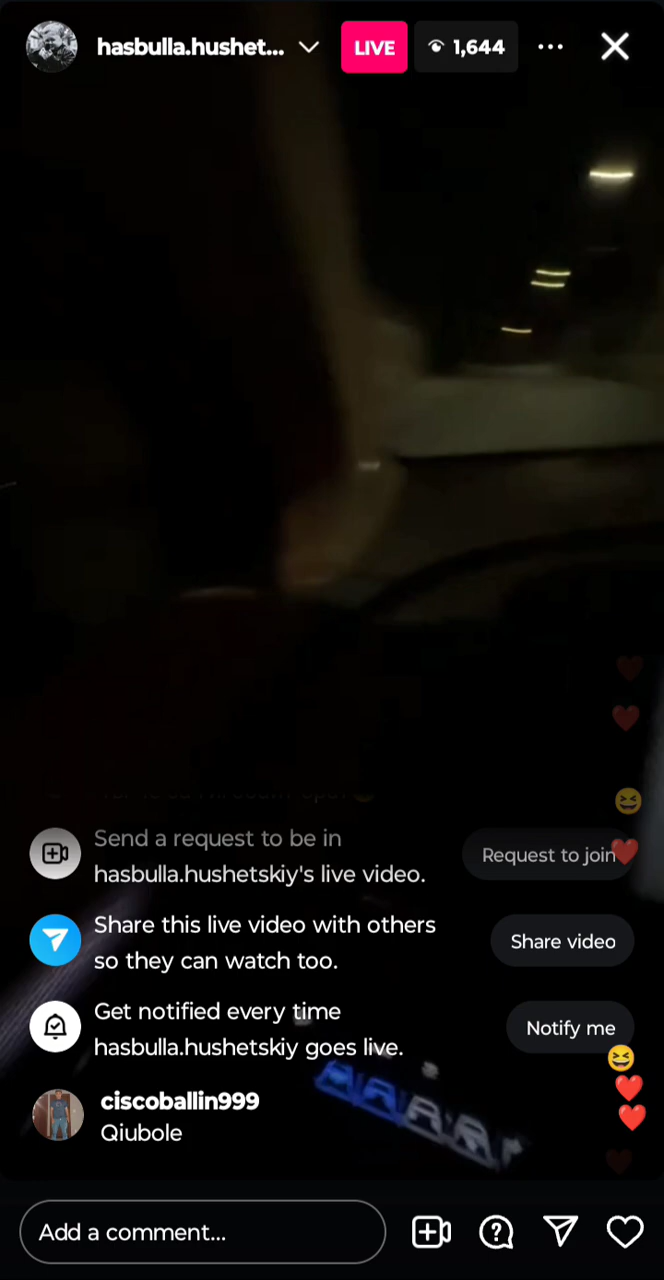 hasbulla.hushet...
LIVE
1,644
Send a request to be in
hasbulla.hushetskiy's live video.
Request to join
Share this live video with others
so they can watch too.
Share video
Get notified every time
hasbulla.hushetskiy goes live.
Notify me
ciscoballin999
Qiubole
Add a comment...